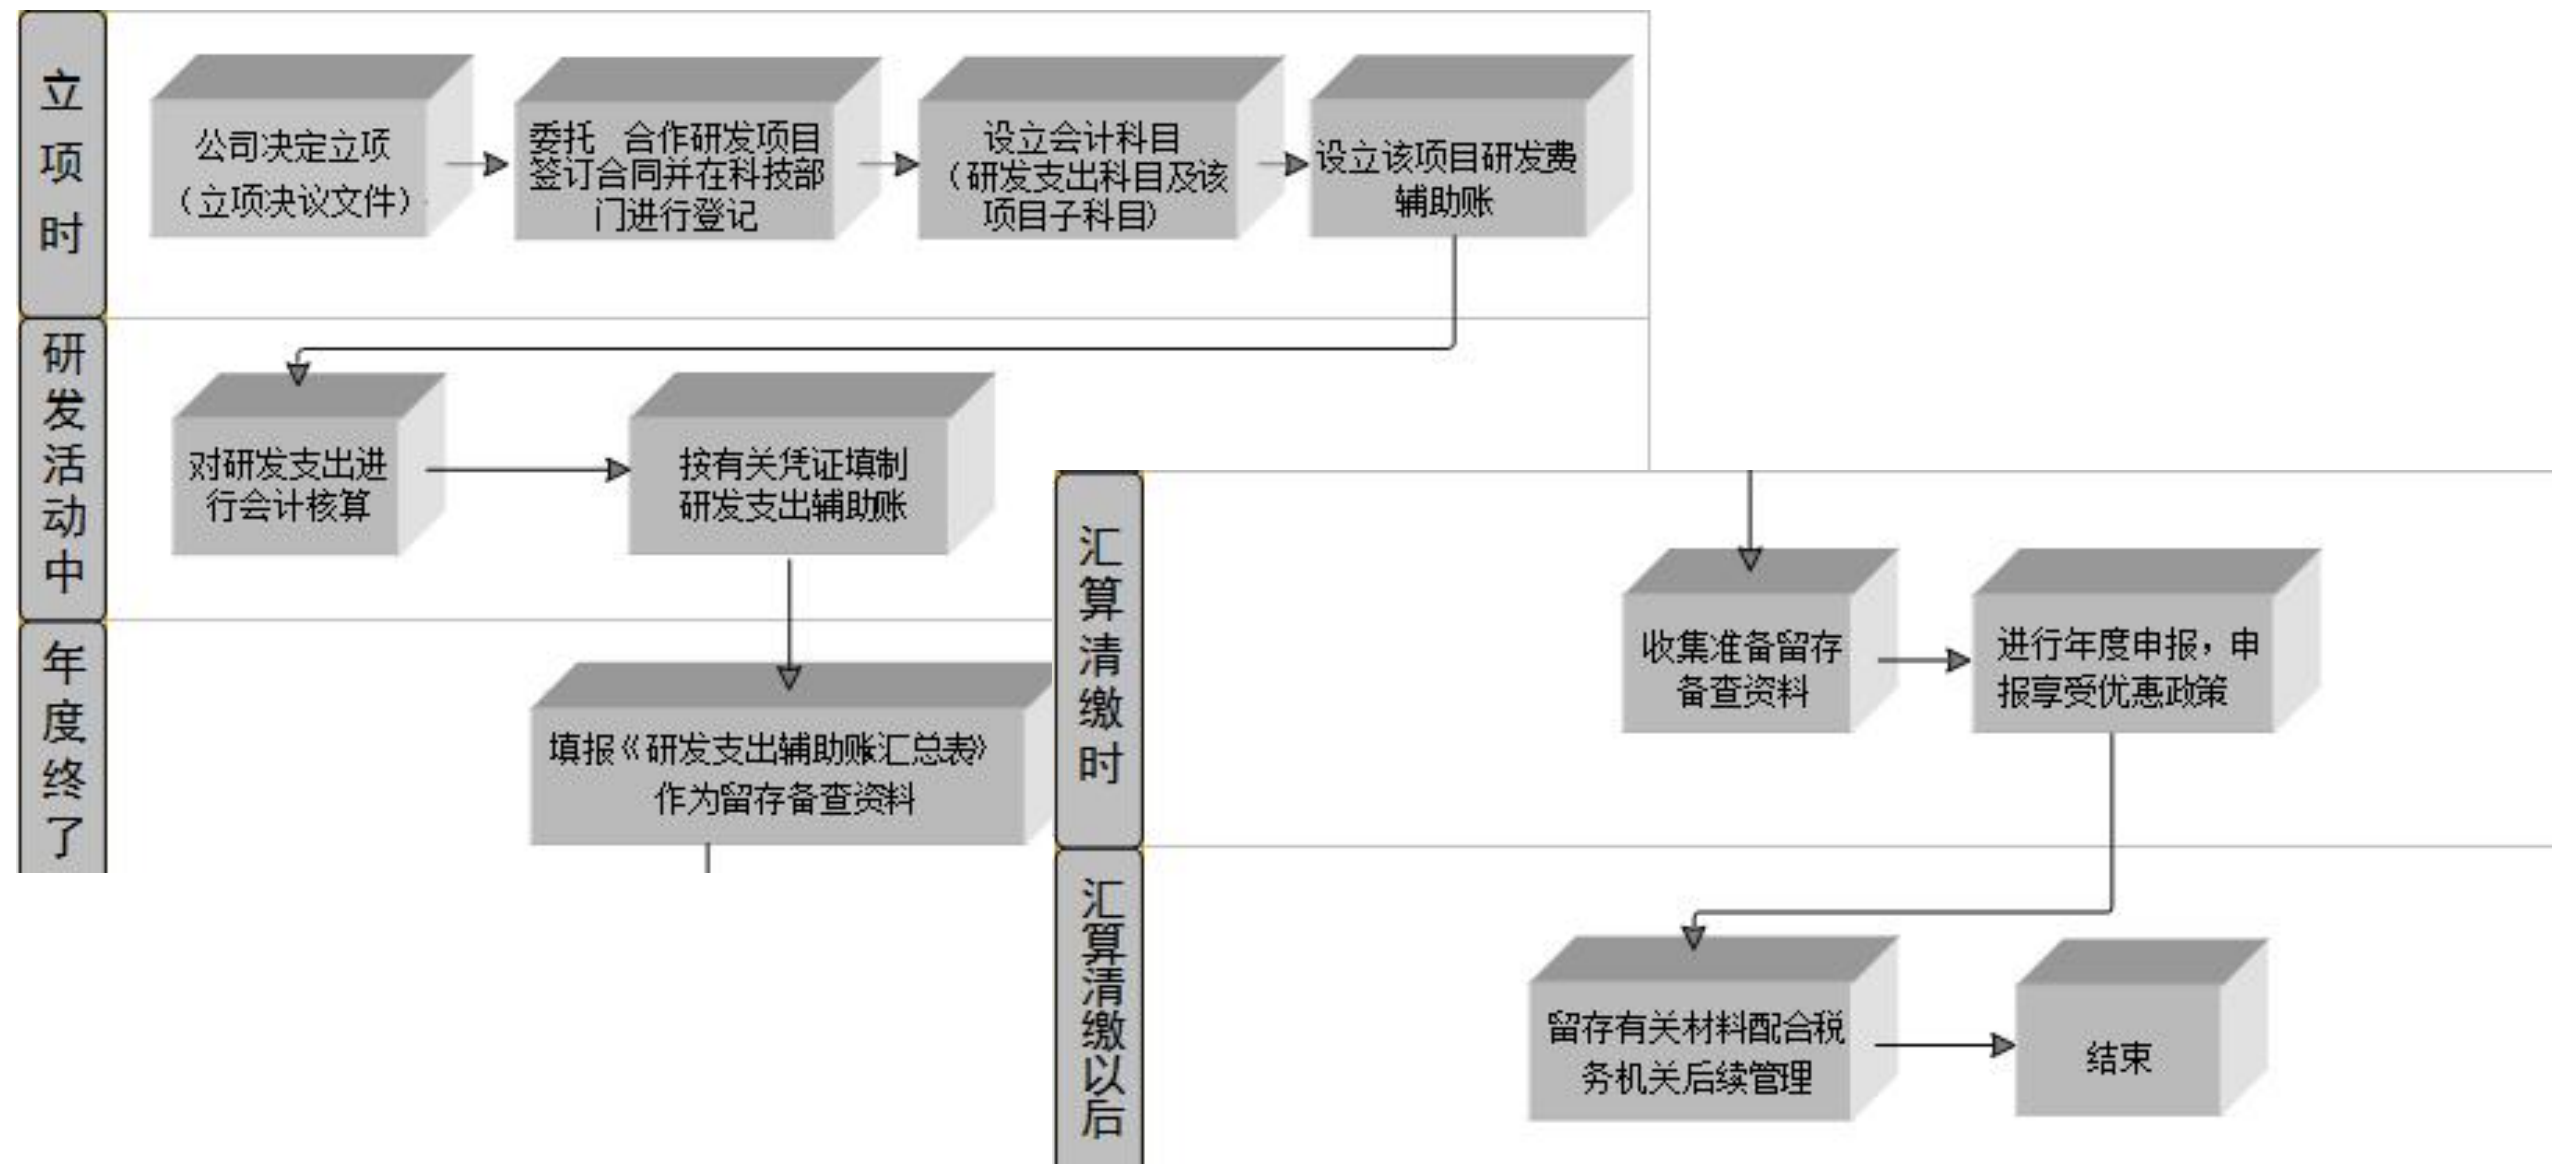 立项时
公司决定立项
（立项决议文件）
委托 合作研发项目
签订合同并在科技部
门进行登记
设立会计科目
（研发支出科目及该
项目子科目）
设立该项目研发费
辅助账
研发活动中
对研发支出进
行会计核算
按有关凭证填制
研发支出辅助账
年度终了
填报《研发支出辅助账汇总表》
作为留存备查资料
汇算清缴时
收集准备留存
备查资料
进行年度申报，申
报享受优惠政策
汇算清缴以后
留存有关材料配合税
务机关后续管理
结束